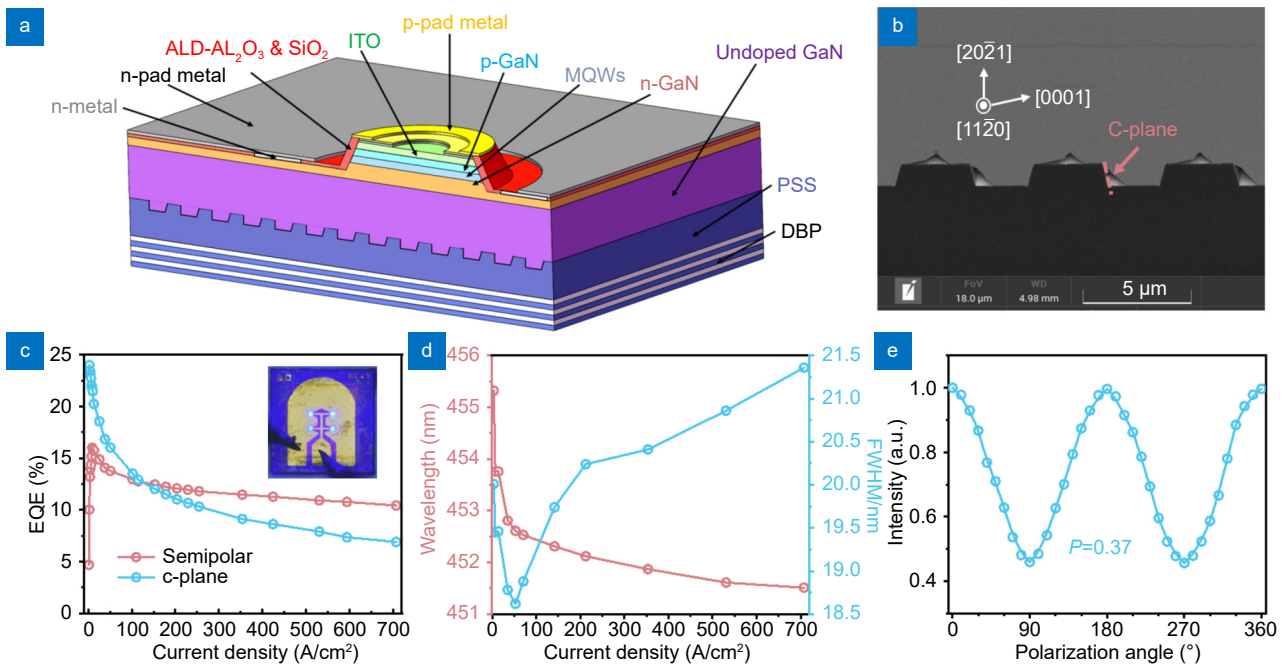 a
p-pad metal
ALD-AL₂O₃ & SiO₂
ITO
p-GaN
Undoped GaN
n-pad metal
MQWs
n-metal
n-GaN
PSS
DBP
b
[202̅1]
[0001]
[112̅0]
C-plane
FoV
18.0 µm
WD
4.98 mm
5 µm
c
25
20
15
10
5
0
EQE (%)
Semipolar
c-plane
0 100 200 300 400 500 600 700
Current density (A/cm²)
d
456
455
454
453
452
451
Wavelength (nm)
21.5
21.0
20.5
20.0
19.5
19.0
18.5
FWHM/nm
0 100 200 300 400 500 600 700
Current density (A/cm²)
e
1.0
0.8
0.6
0.4
Intensity (a.u.)
P=0.37
0 90 180 270 360
Polarization angle (°)